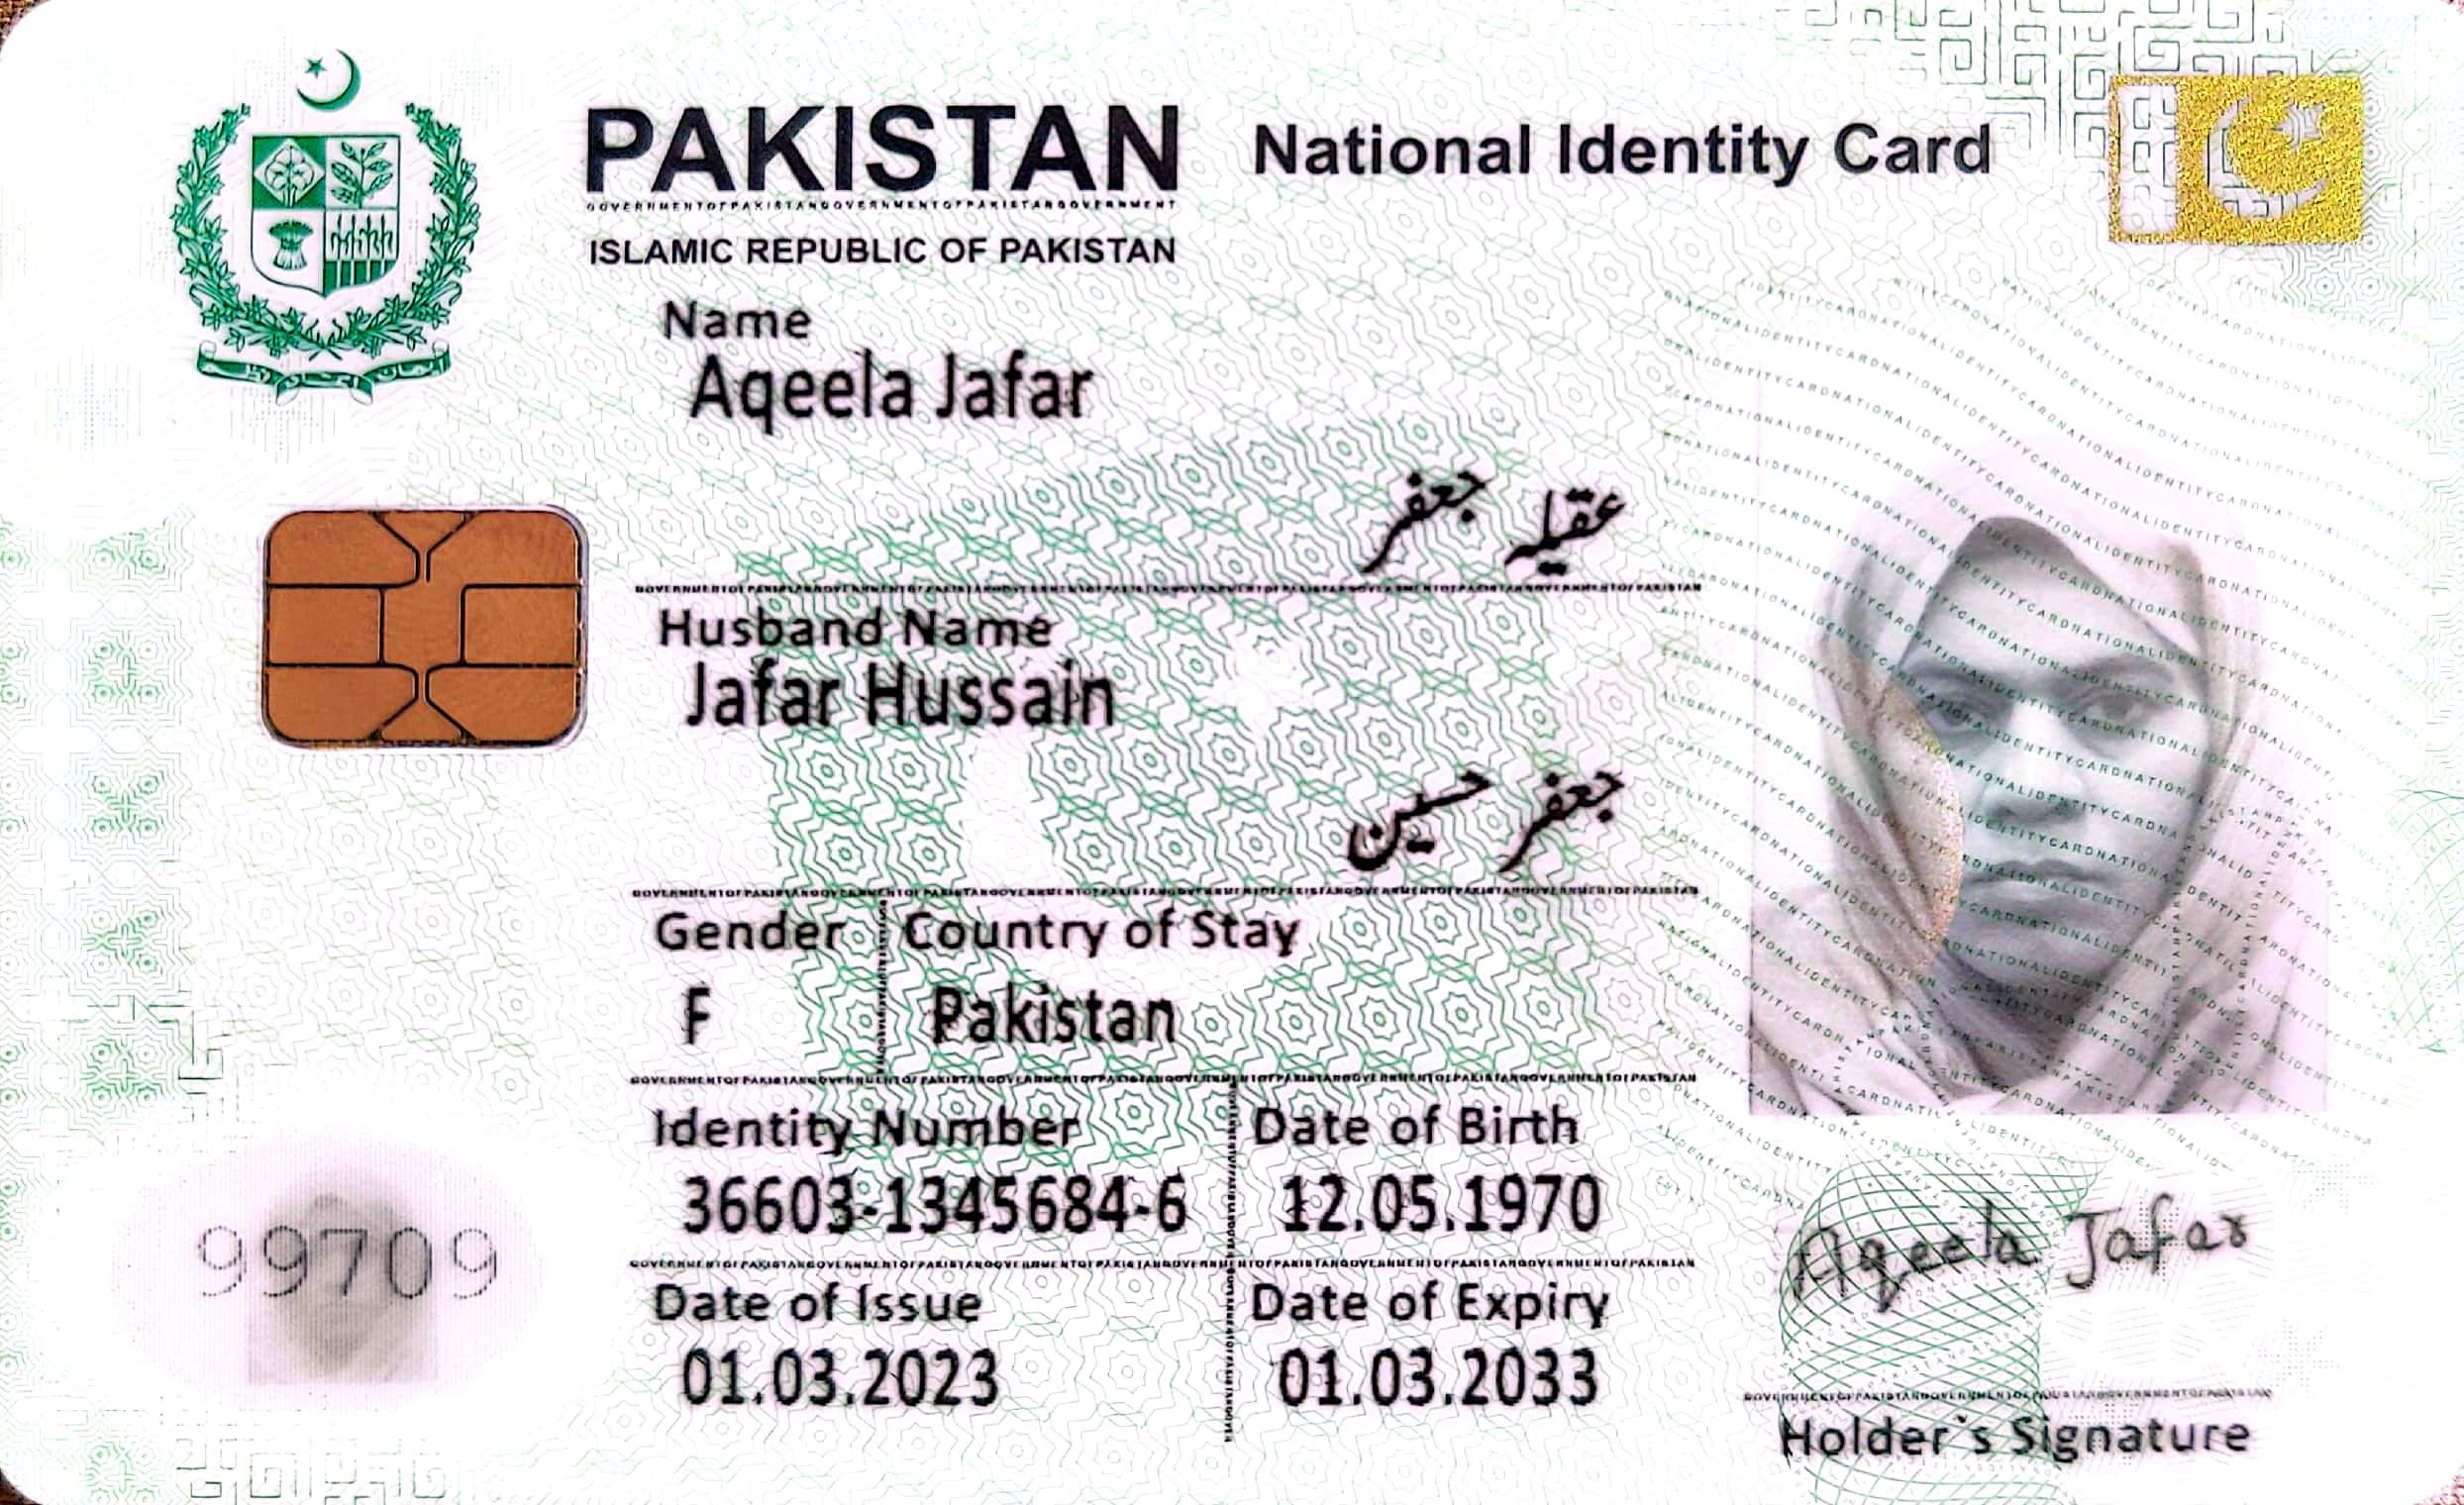 PAKISTAN National Identity Card
ISLAMIC REPUBLIC OF PAKISTAN
Name
Aqeela Jafar
عقیلہ جعفر
Husband Name
Jafar Hussain
جعفر حسین
Gender Country of Stay
F Pakistan
Identity Number Date of Birth
36603-1345684-6 12.05.1970
Date of Issue Date of Expiry
01.03.2023 01.03.2033
99709
Aqeela Jafar
Holder's Signature